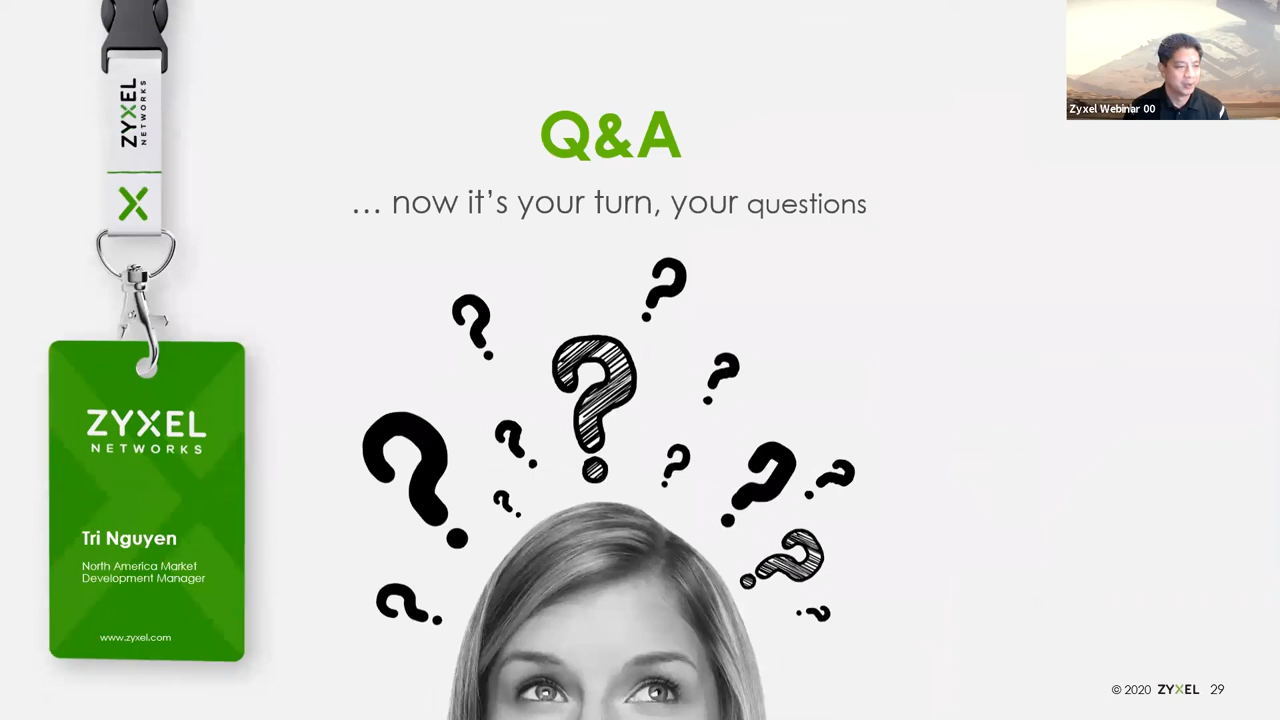 ZYXEL
NETWORKS
X
ZYXEL
NETWORKS
Tri Nguyen
North America Market
Development Manager
www.zyxel.com
Q&A
... now it's your turn, your questions
? ? ? ? ? ? ? ? ? ? ? ? ?
Zyxel Webinar 00
© 2020 ZYXEL 29